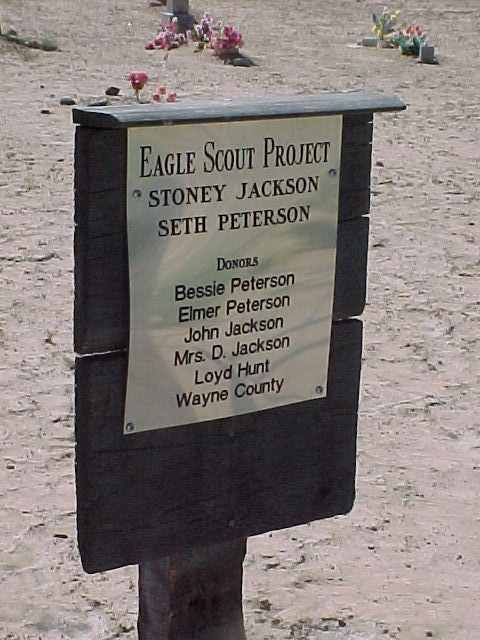 Eagle Scout Project
STONEY JACKSON
SETH PETERSON
Donors
Bessie Peterson
Elmer Peterson
John Jackson
Mrs. D. Jackson
Loyd Hunt
Wayne County